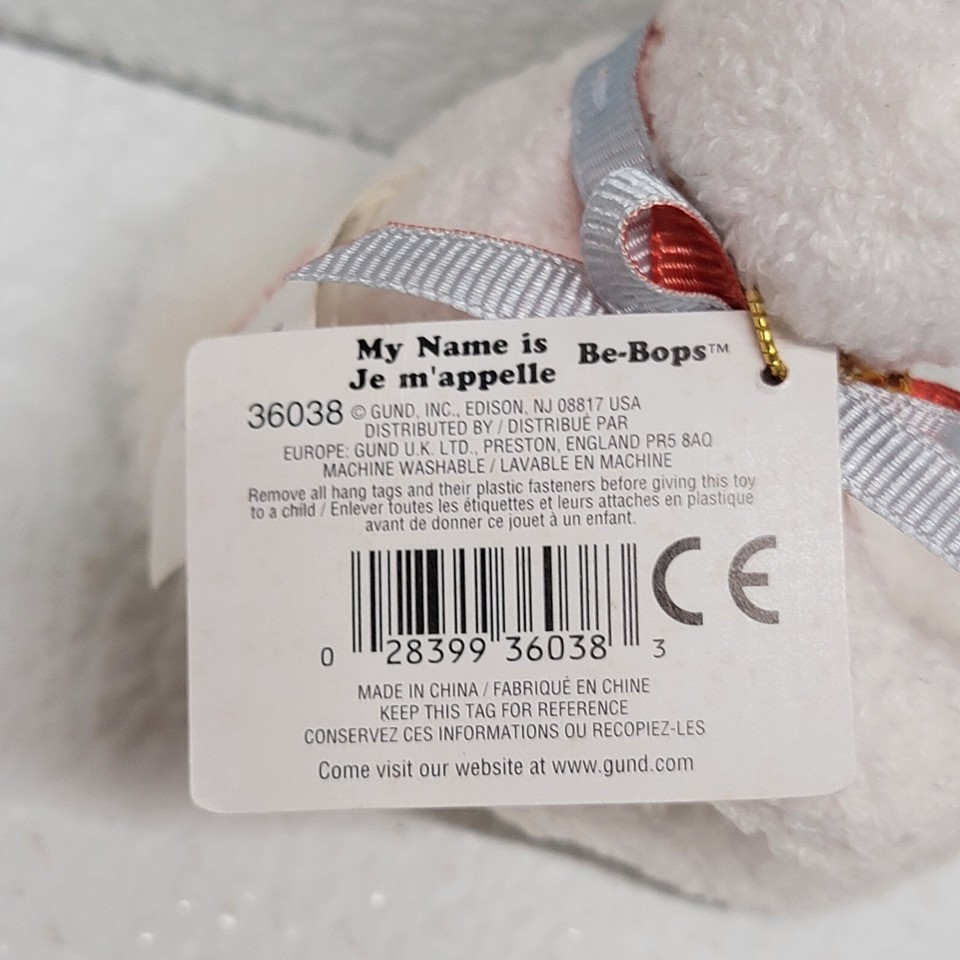 My Name is Be-Bops™
Je m'appelle
36038 © GUND, INC., EDISON, NJ 08817 USA
DISTRIBUTED BY / DISTRIBUÉ PAR
EUROPE: GUND U.K. LTD., PRESTON, ENGLAND PR5 8AQ
MACHINE WASHABLE / LAVABLE EN MACHINE
Remove all hang tags and their plastic fasteners before giving this toy
to a child / Enlever toutes les étiquettes et leurs attaches en plastique
avant de donner ce jouet à un enfant.
CE
0 28399 36038 3
MADE IN CHINA / FABRIQUÉ EN CHINE
KEEP THIS TAG FOR REFERENCE
CONSERVEZ CES INFORMATIONS OU RECOPIEZ-LES
Come visit our website at www.gund.com